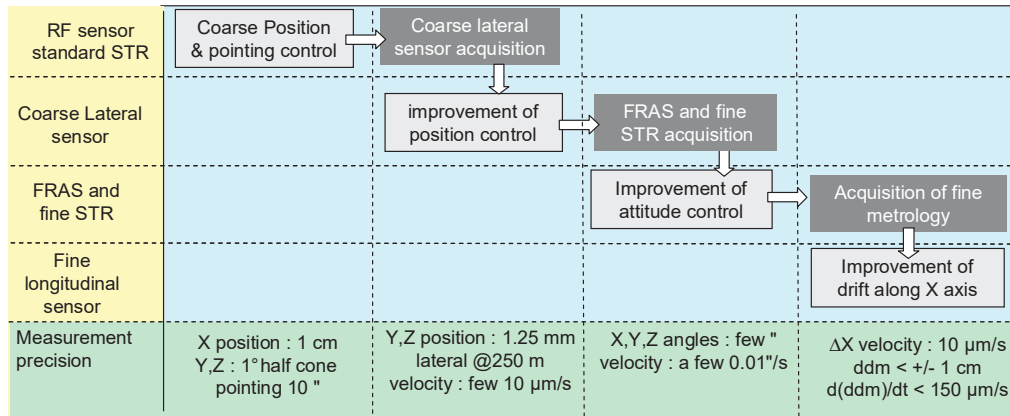 RF sensor
standard STR
Coarse Position
& pointing control
Coarse lateral
sensor acquisition
Coarse Lateral
sensor
improvement of
position control
FRAS and fine
STR acquisition
FRAS and
fine STR
Improvement of
attitude control
Acquisition of fine
metrology
Fine
longitudinal
sensor
Improvement of
drift along X axis
Measurement
precision
X position : 1 cm
Y,Z : 1° half cone
pointing 10 "
Y,Z position : 1.25 mm
lateral @250 m
velocity : few 10 µm/s
X,Y,Z angles : few "
velocity : a few 0.01"/s
ΔX velocity : 10 µm/s
ddm < +/- 1 cm
d(ddm)/dt < 150 µm/s